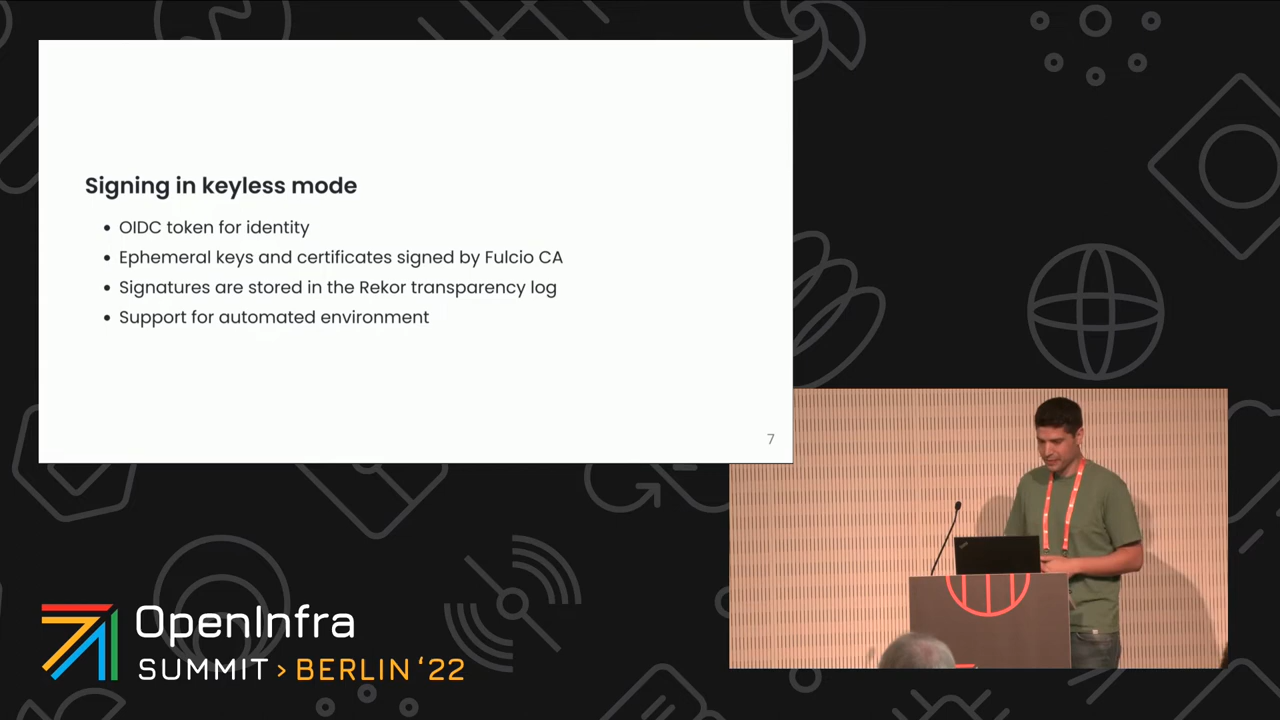 Signing in keyless mode
• OIDC token for identity
• Ephemeral keys and certificates signed by Fulcio CA
• Signatures are stored in the Rekor transparency log
• Support for automated environment
7
OpenInfra
SUMMIT > BERLIN ‘22